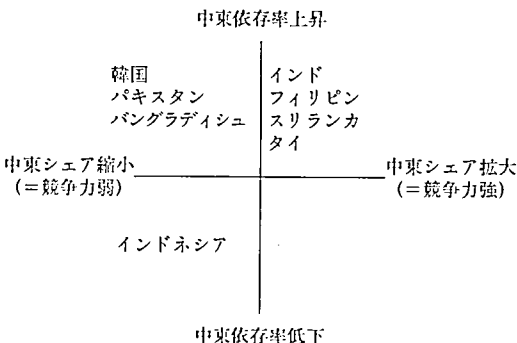 中東依存率上昇
韓国
パキスタン
バングラディシュ
インド
フィリピン
スリランカ
タイ
中東シェア縮小
(=競争力弱)
中東シェア拡大
(=競争力強)
インドネシア
中東依存率低下